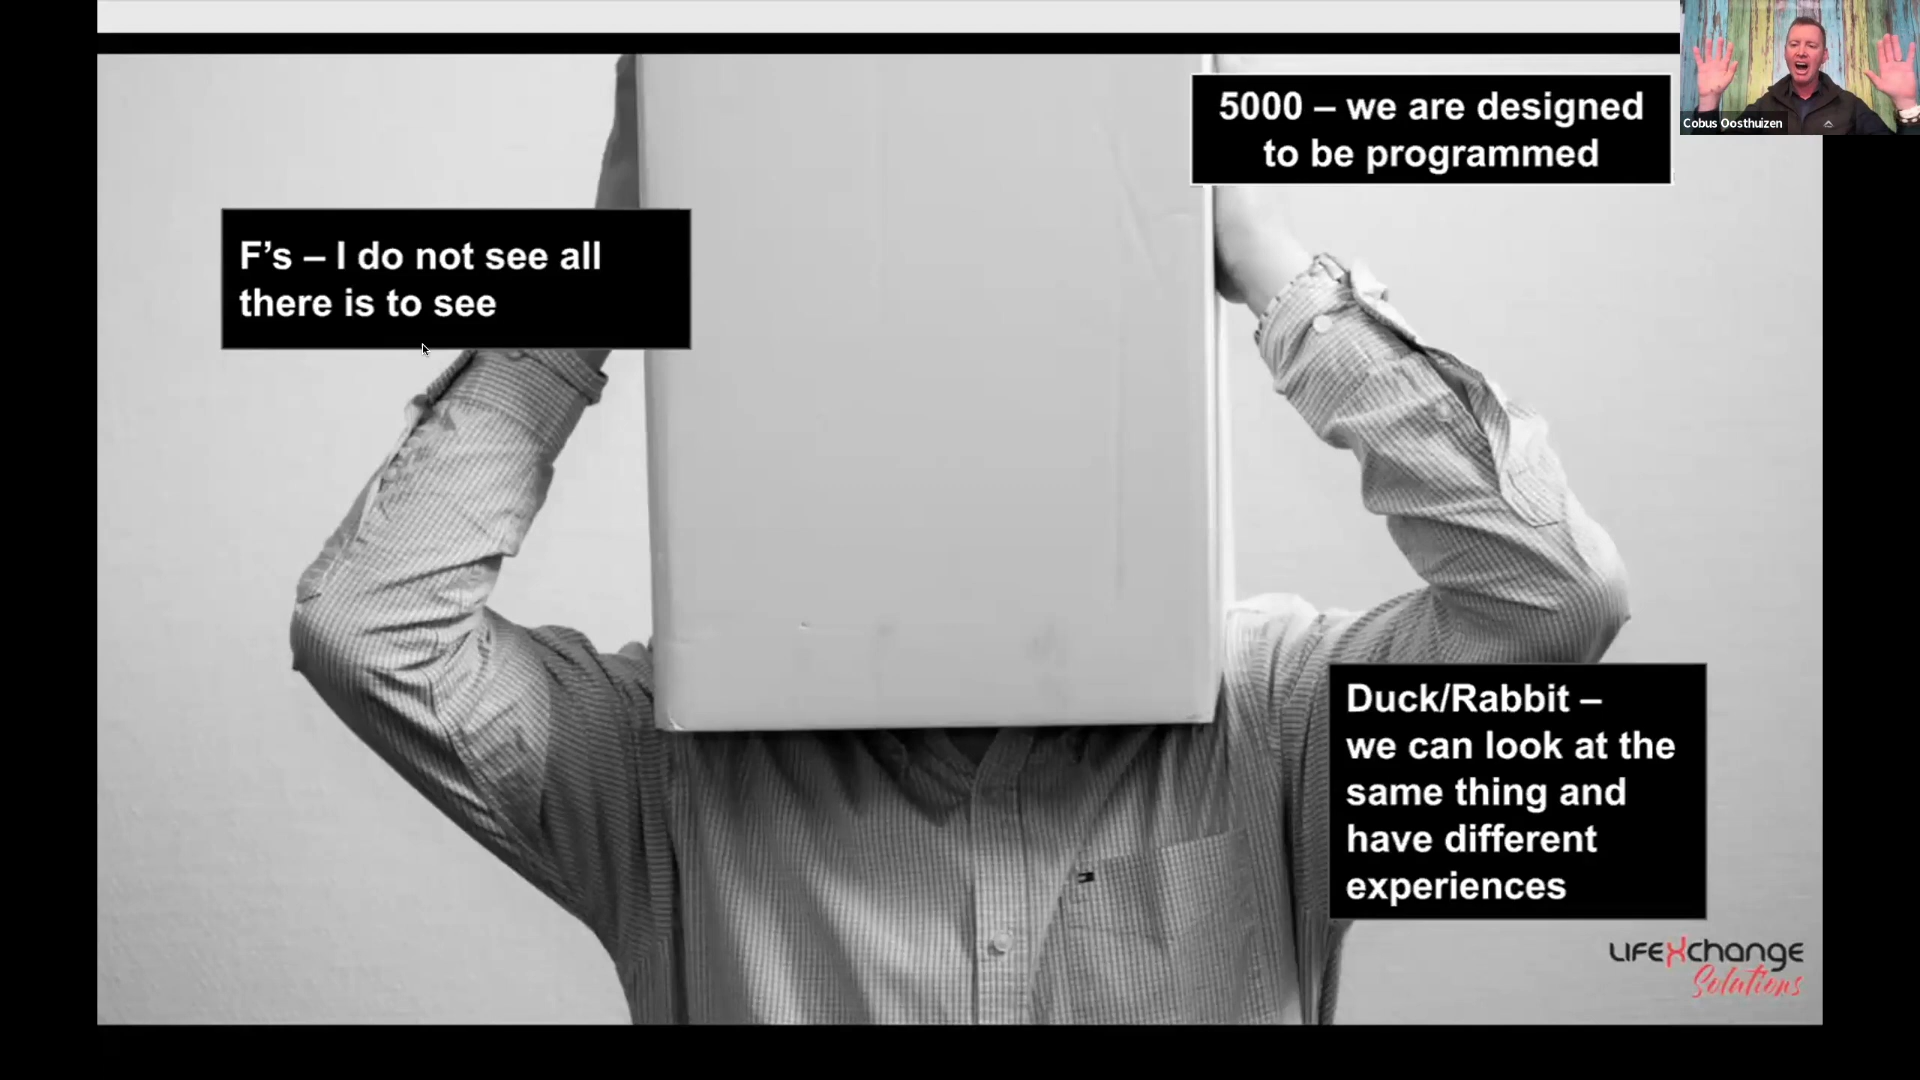 5000 – we are designed
to be programmed
Cobus Oosthuizen
F’s – I do not see all
there is to see
Duck/Rabbit –
we can look at the
same thing and
have different
experiences
LIFEXchange
Solutions